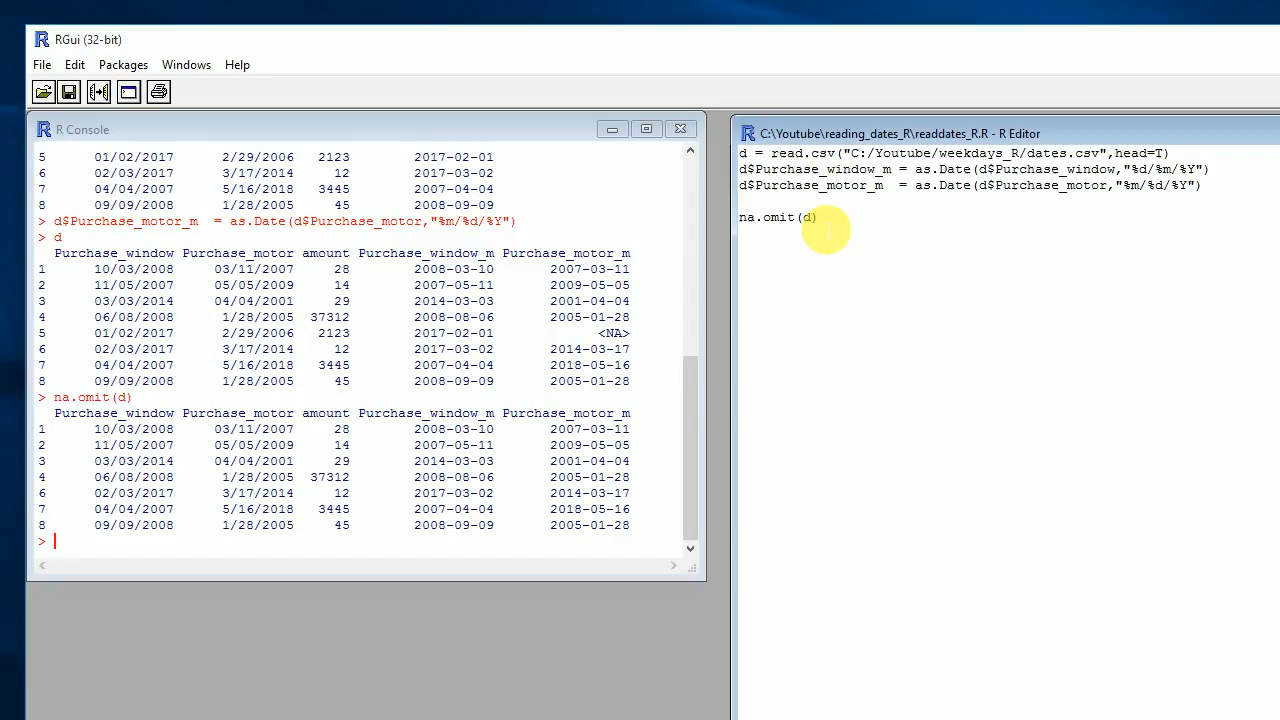 RGui (32-bit)
File Edit Packages Windows Help
R Console
5 01/02/2017 2/29/2006 2123 2017-02-01
6 02/03/2017 3/17/2014 12 2017-03-02
7 04/04/2007 5/16/2018 3445 2007-04-04
8 09/09/2008 1/28/2005 45 2008-09-09
> d$Purchase_motor_m  = as.Date(d$Purchase_motor,"%m/%d/%Y")
> d
Purchase_window Purchase_motor amount Purchase_window_m Purchase_motor_m
1 10/03/2008 03/11/2007 28 2008-03-10 2007-03-11
2 11/05/2007 05/05/2009 14 2007-05-11 2009-05-05
3 03/03/2014 04/04/2001 29 2014-03-03 2001-04-04
4 06/08/2008 1/28/2005 37312 2008-08-06 2005-01-28
5 01/02/2017 2/29/2006 2123 2017-02-01 <NA>
6 02/03/2017 3/17/2014 12 2017-03-02 2014-03-17
7 04/04/2007 5/16/2018 3445 2007-04-04 2018-05-16
8 09/09/2008 1/28/2005 45 2008-09-09 2005-01-28
> na.omit(d)
Purchase_window Purchase_motor amount Purchase_window_m Purchase_motor_m
1 10/03/2008 03/11/2007 28 2008-03-10 2007-03-11
2 11/05/2007 05/05/2009 14 2007-05-11 2009-05-05
3 03/03/2014 04/04/2001 29 2014-03-03 2001-04-04
4 06/08/2008 1/28/2005 37312 2008-08-06 2005-01-28
6 02/03/2017 3/17/2014 12 2017-03-02 2014-03-17
7 04/04/2007 5/16/2018 3445 2007-04-04 2018-05-16
8 09/09/2008 1/28/2005 45 2008-09-09 2005-01-28
>
C:\Youtube\reading_dates_R\readdates_R.R - R Editor
d = read.csv("C:/Youtube/weekdays_R/dates.csv",head=T)
d$Purchase_window_m = as.Date(d$Purchase_window,"%d/%m/%Y")
d$Purchase_motor_m  = as.Date(d$Purchase_motor,"%m/%d/%Y")
na.omit(d)